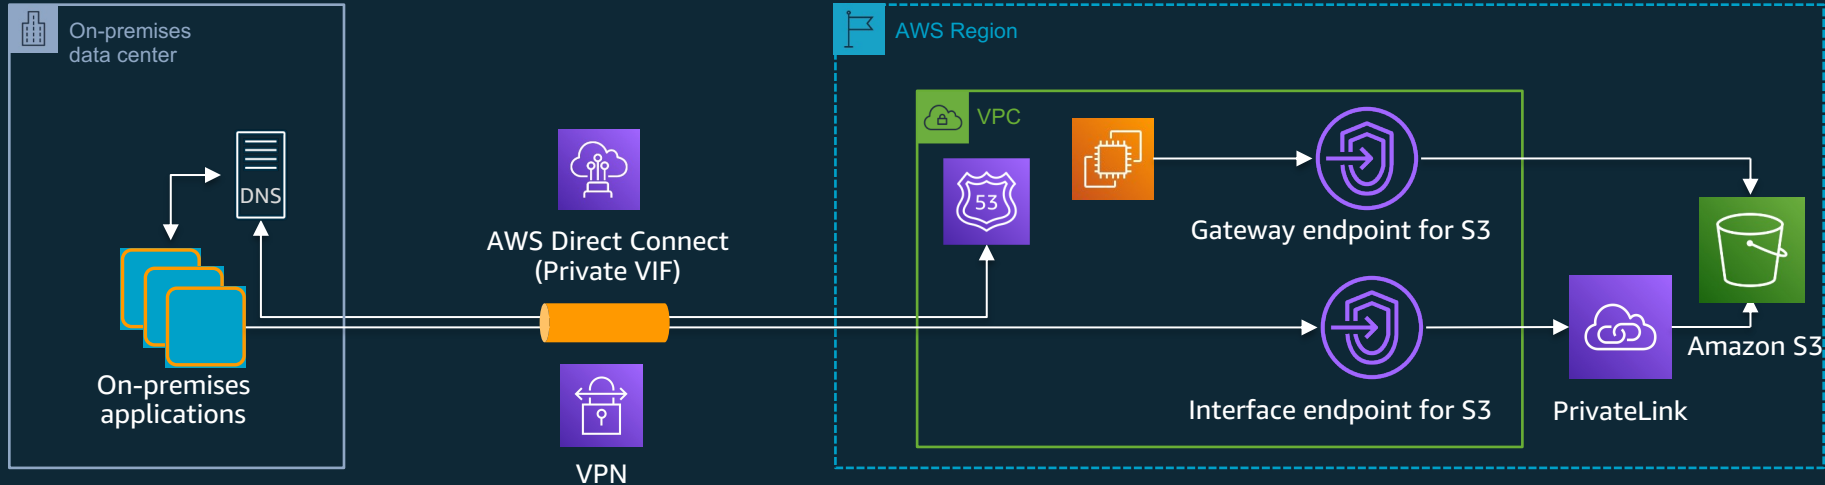 On-premises
data center
AWS Region
VPC
DNS
53
AWS Direct Connect
(Private VIF)
Gateway endpoint for S3
On-premises
applications
VPN
Interface endpoint for S3
PrivateLink
Amazon S3